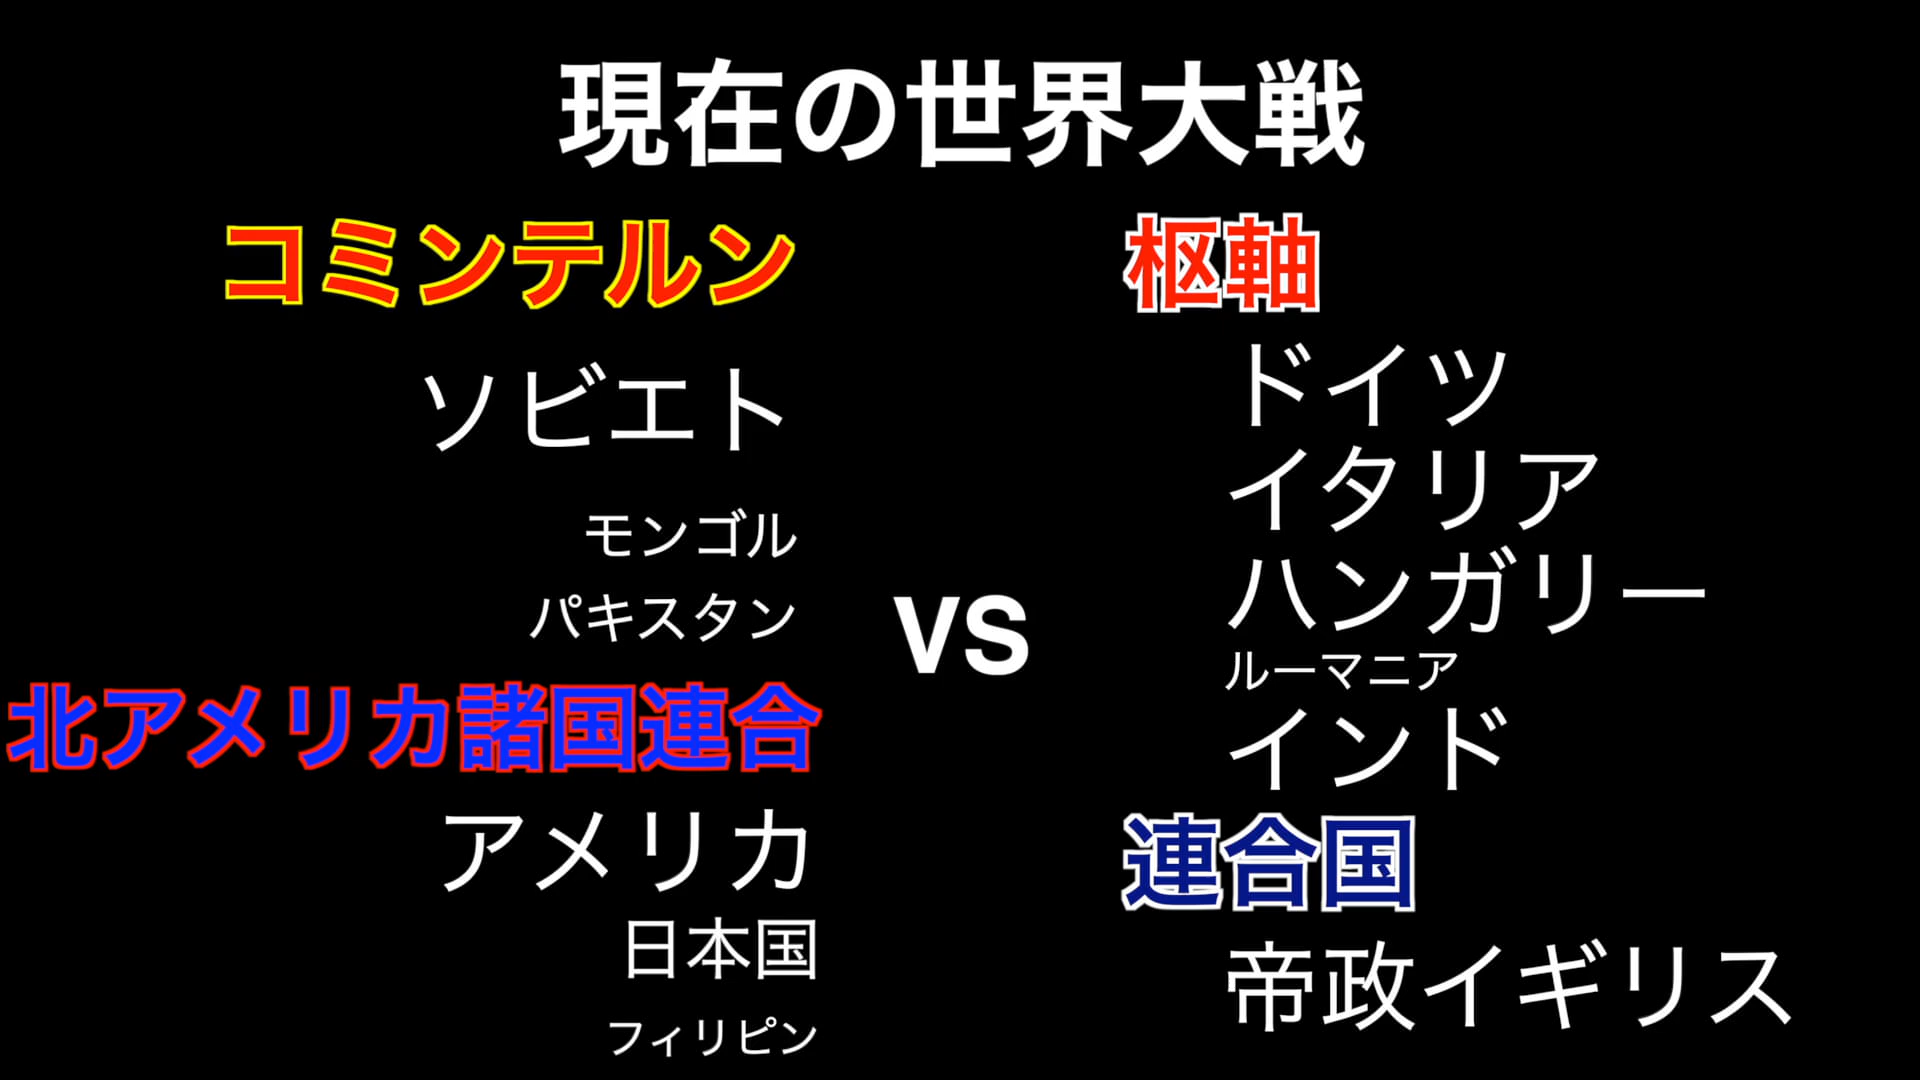 現在の世界大戦
コミンテルン
ソビエト
モンゴル
パキスタン
北アメリカ諸国連合
アメリカ
日本国
フィリピン
vs
枢軸
ドイツ
イタリア
ハンガリー
ルーマニア
インド
連合国
帝政イギリス